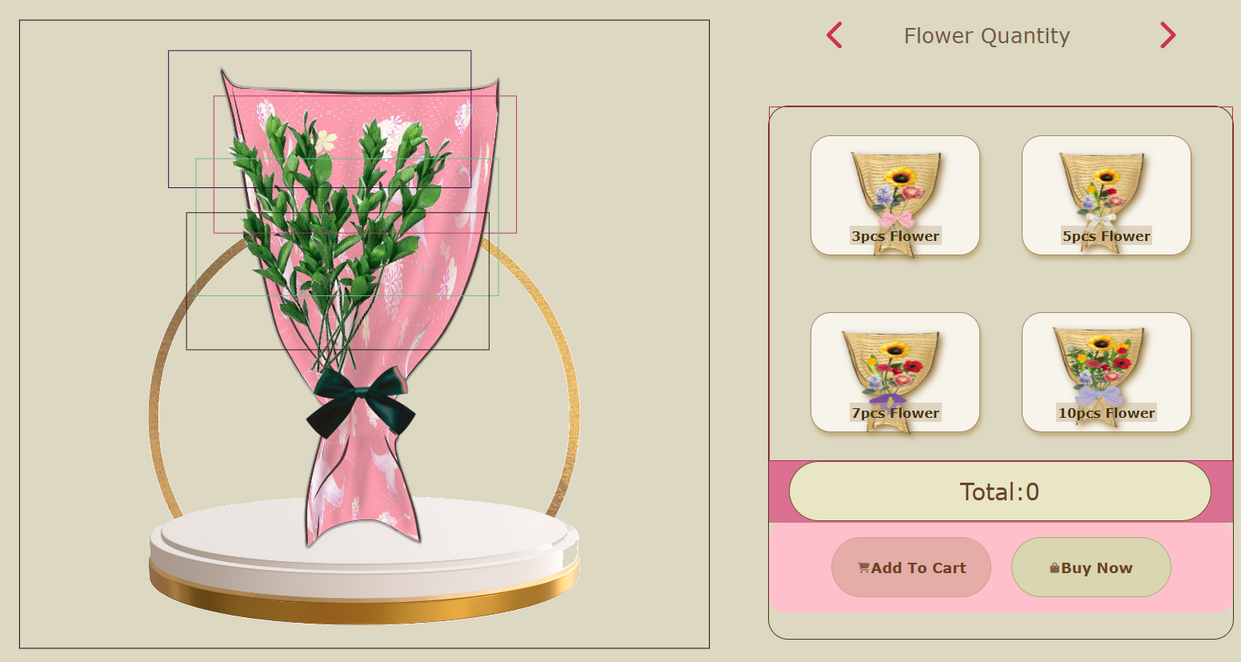 Flower Quantity
3pcs Flower
5pcs Flower
7pcs Flower
10pcs Flower
Total:0
Add To Cart
Buy Now